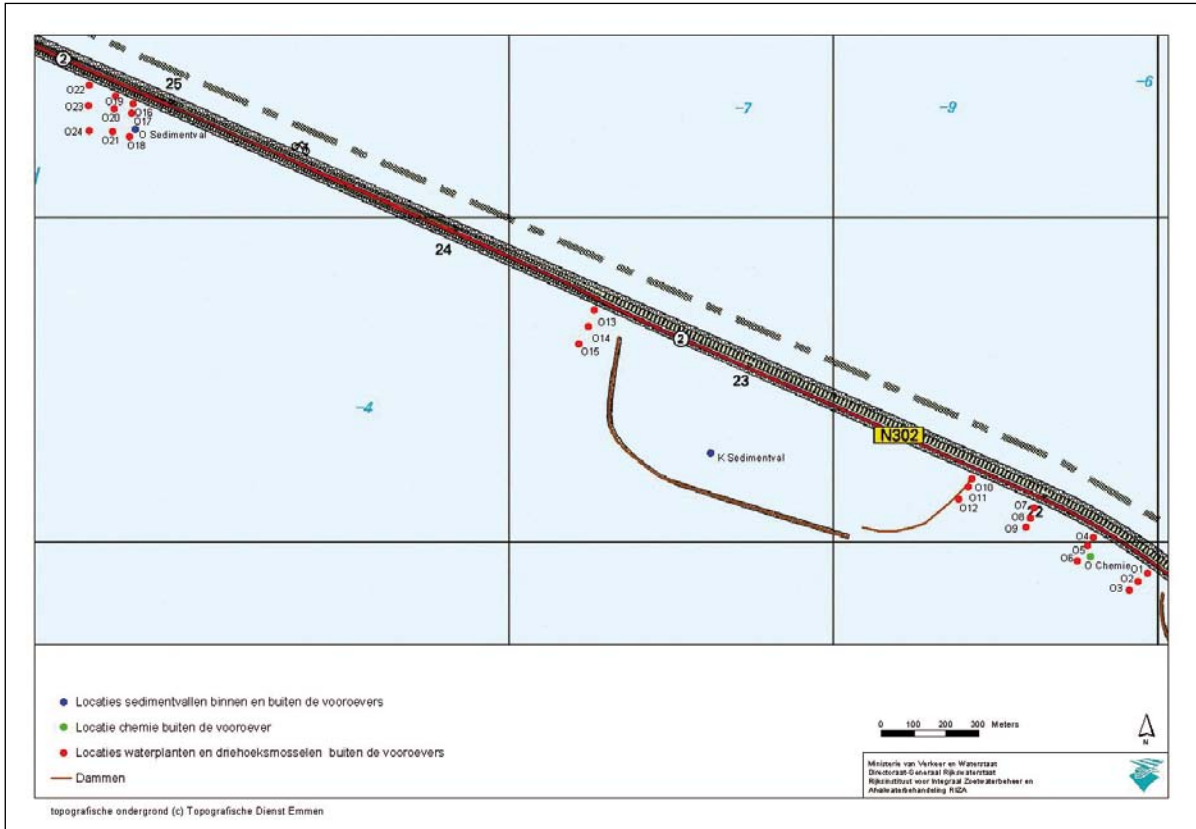 2
25
-7
-9
-6
O22
O19
O16
O23
O20
O17
O24
O21
O Sedimentval
O18
24
O13
O14
O15
2
23
-4
N302
K Sedimentval
O10
O11
O12
O7
22
O8
O9
O4
O5
O6
O Chemie
O1
O2
O3
Locaties sedimentvallen binnen en buiten de vooroevers
Locatie chemie buiten de vooroever
Locaties waterplanten en driehoeksmosselen buiten de vooroevers
Dammen
0 100 200 300 Meters
N
Ministerie van Verkeer en Waterstaat
Directoraat-Generaal Rijkswaterstaat
Rijksinstituut voor Integraal Zoetwaterbeheer en
Afvalwaterbehandeling RIZA
topografische ondergrond (c) Topografische Dienst Emmen